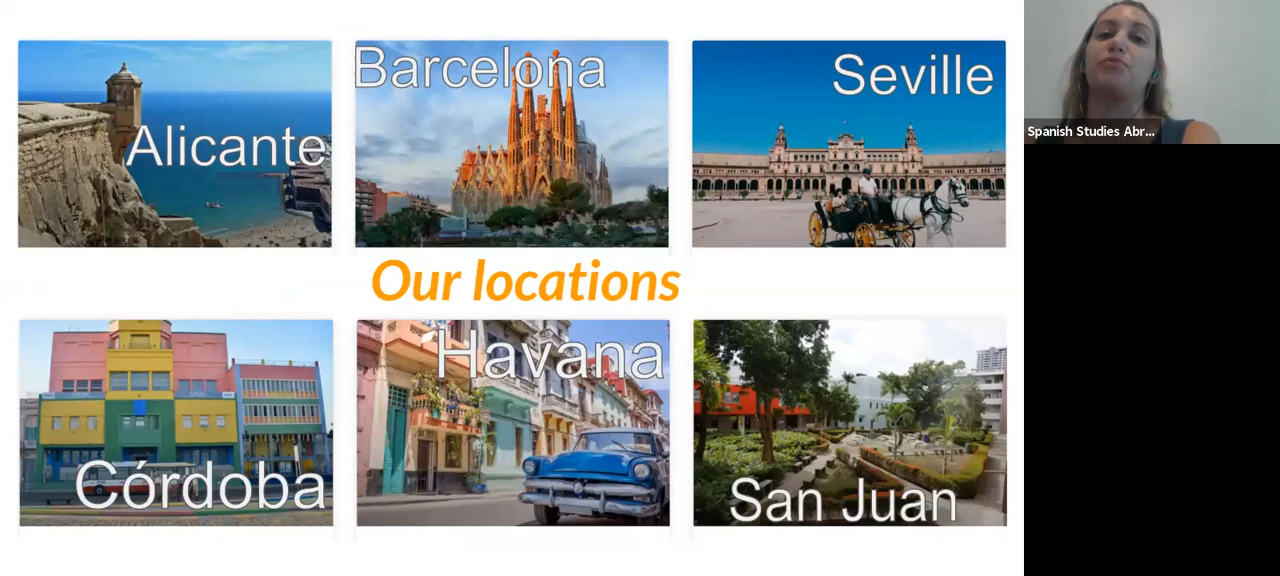 Alicante
Barcelona
Seville
Spanish Studies Abr...
Our locations
Córdoba
Havana
San Juan